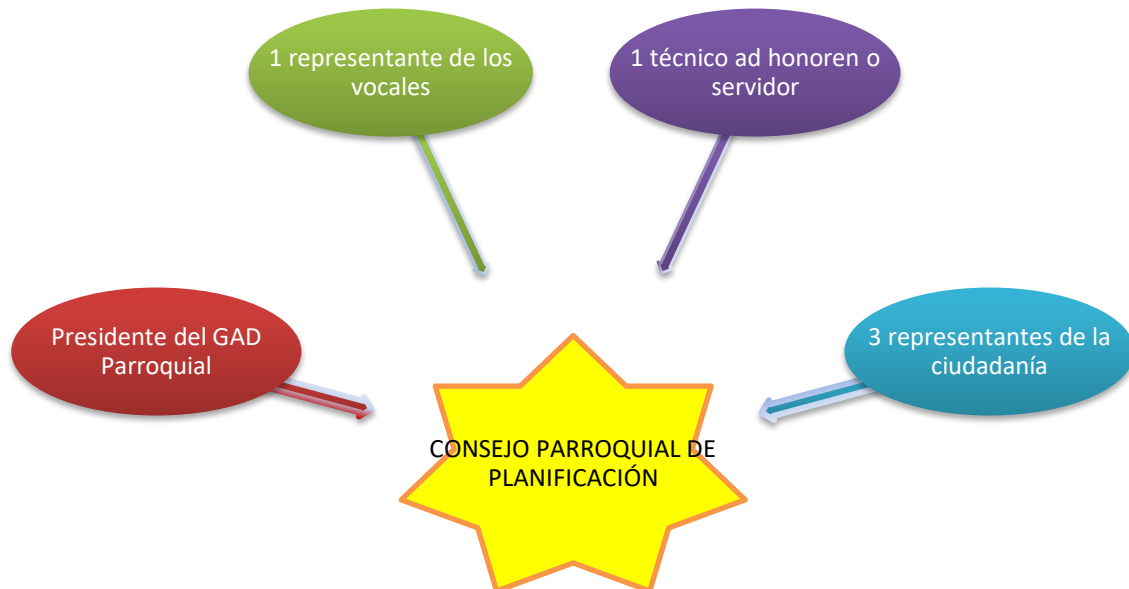 1 representante de los
vocales
1 técnico ad honoren o
servidor
Presidente del GAD
Parroquial
3 representantes de la
ciudadanía
CONSEJO PARROQUIAL DE
PLANIFICACIÓN